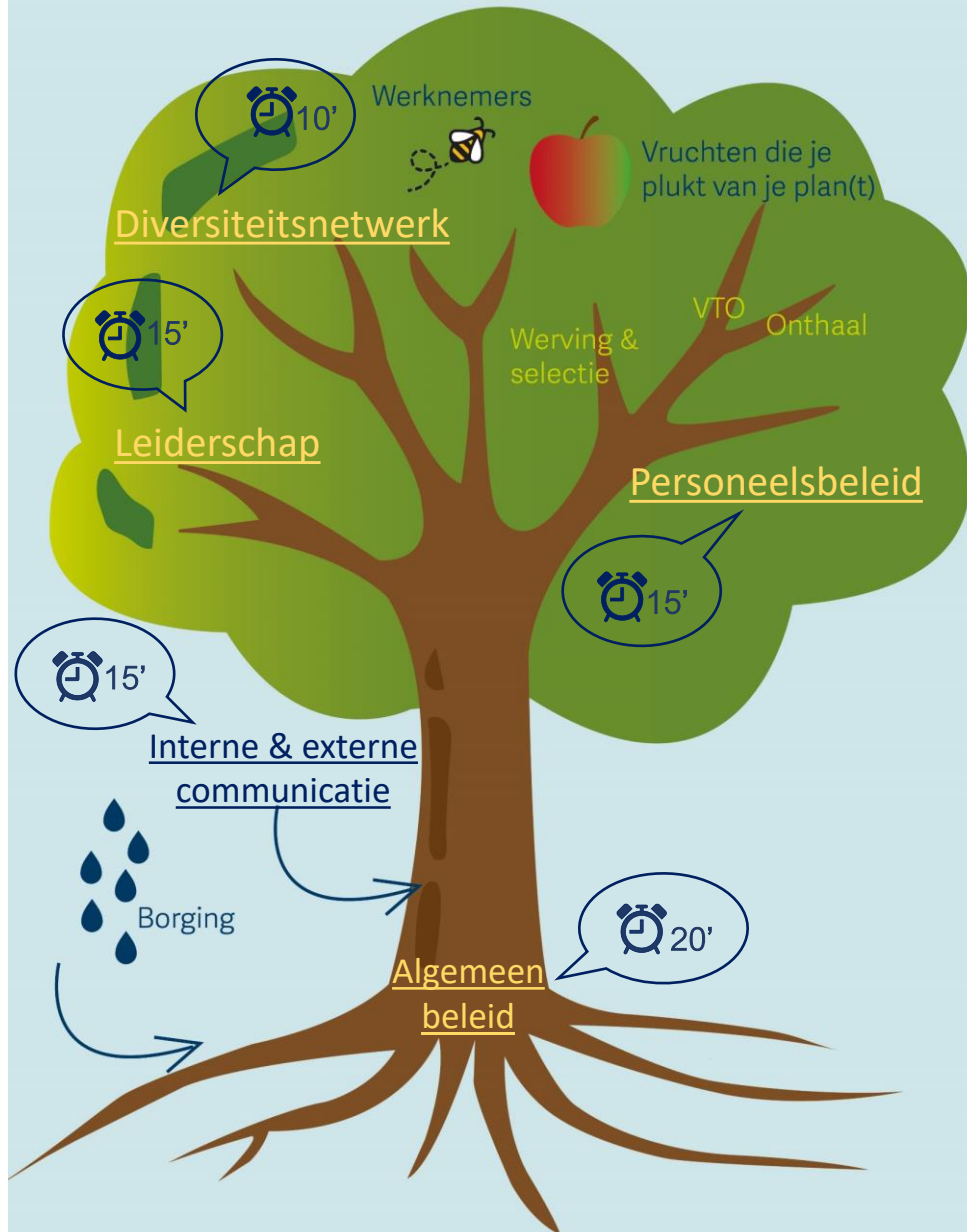 10’
Werknemers
Vruchten die je
plukt van je plan(t)
Diversiteitsnetwerk
15’
VTO
Onthaal
Werving &
selectie
Leiderschap
Personeelsbeleid
15’
15’
Interne & externe
communicatie
Borging
20’
Algemeen
beleid